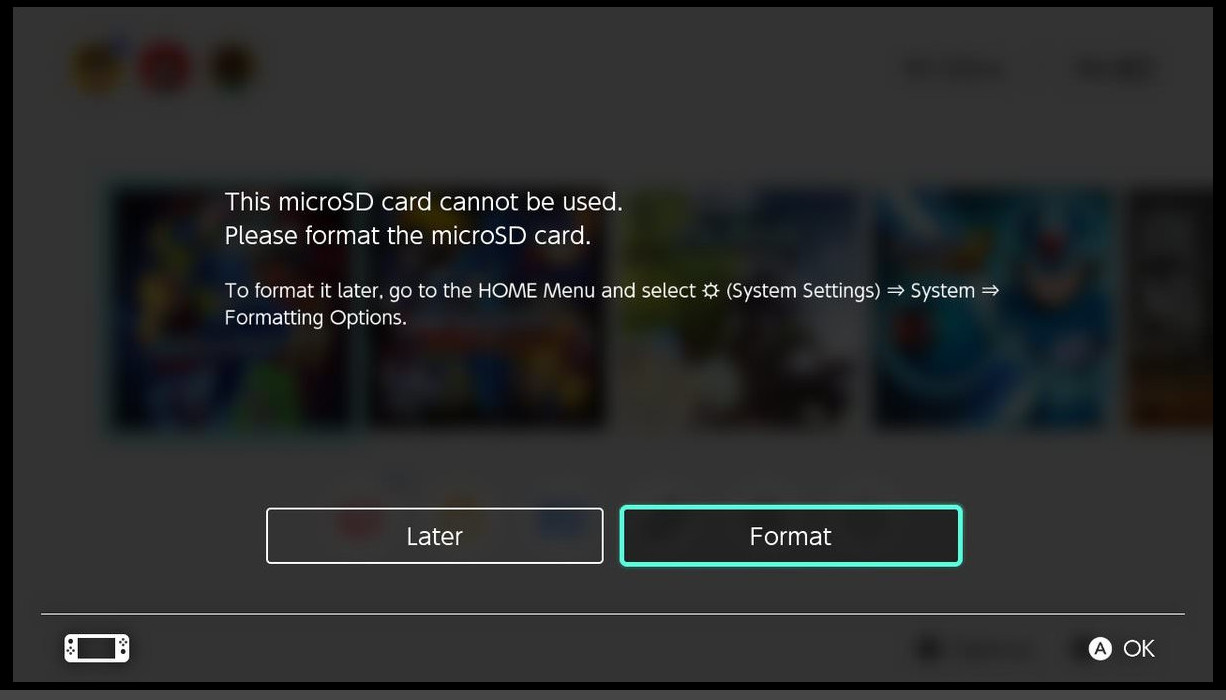 This microSD card cannot be used.
Please format the microSD card.
To format it later, go to the HOME Menu and select (System Settings) ⇒ System ⇒
Formatting Options.
Later
Format
A OK